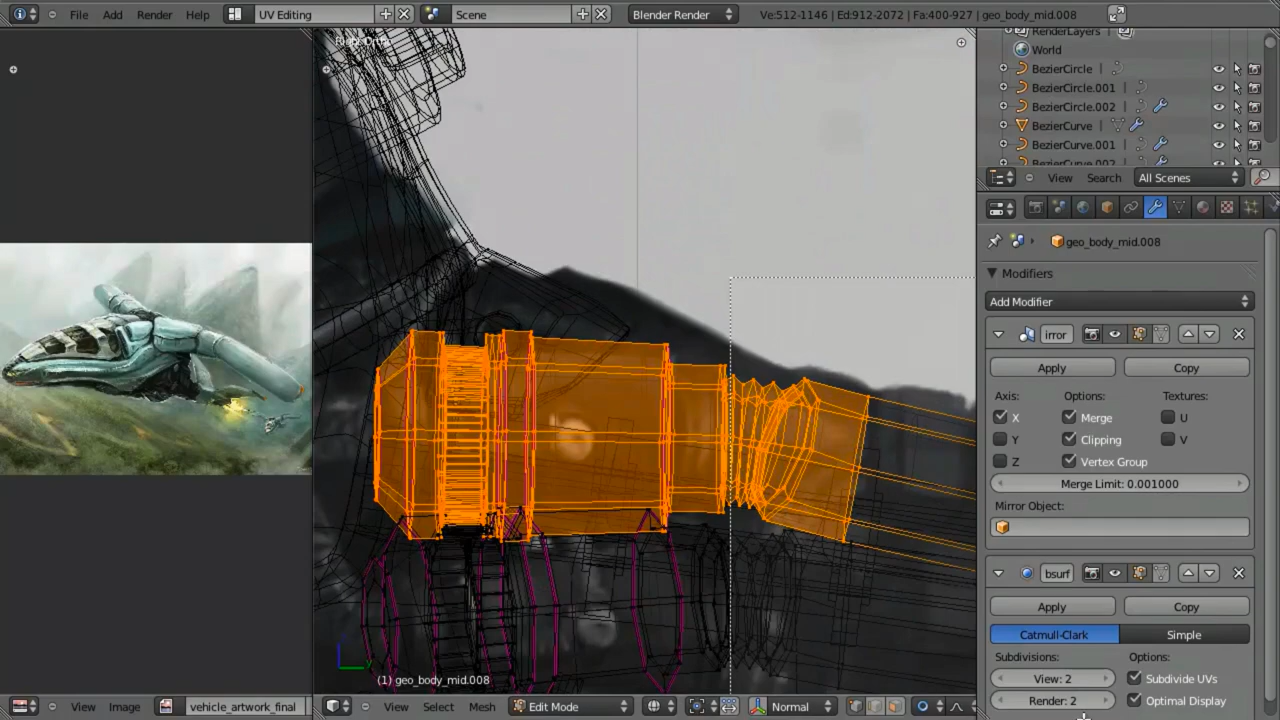 File Add Render Help UV Editing Scene Blender Render Ve:512-1146 | Ed:912-2072 | Fa:400-927 | geo_body_mid.008
RenderLayers
World
BezierCircle
BezierCircle.001
BezierCircle.002
BezierCurve
BezierCurve.001
BezierCurve.002
View Search All Scenes
geo_body_mid.008
Modifiers
Add Modifier
irror
Apply Copy
Axis: Options: Textures:
X Merge U
Y Clipping V
Z Vertex Group
Merge Limit: 0.001000
Mirror Object:
bsurf
Apply Copy
Catmull-Clark Simple
Subdivisions: Options:
View: 2 Subdivide UVs
Render: 2 Optimal Display
(1) geo_body_mid.008
View Image vehicle_artwork_final View Select Mesh Edit Mode Normal